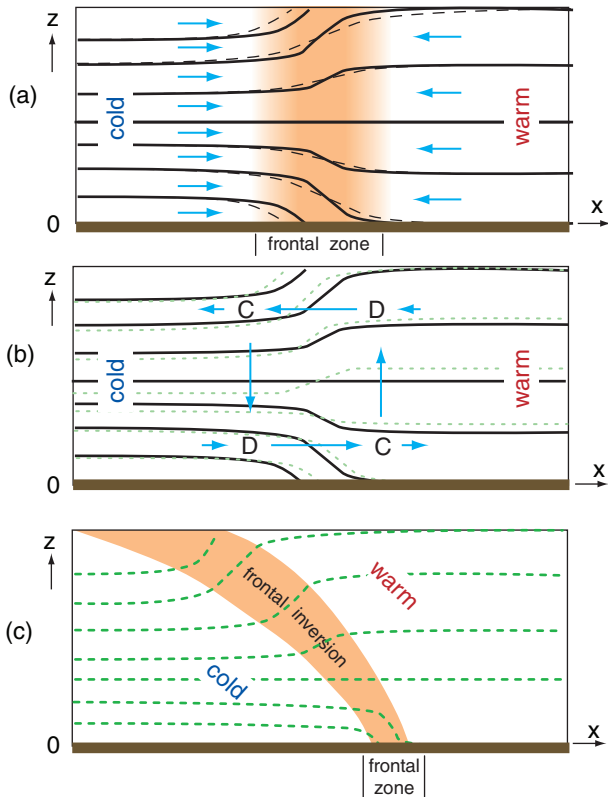 z
(a)
cold
warm
0
x
frontal zone
z
C
D
(b)
cold
warm
D
C
0
x
z
(c)
warm
frontal inversion
cold
0
x
frontal
zone